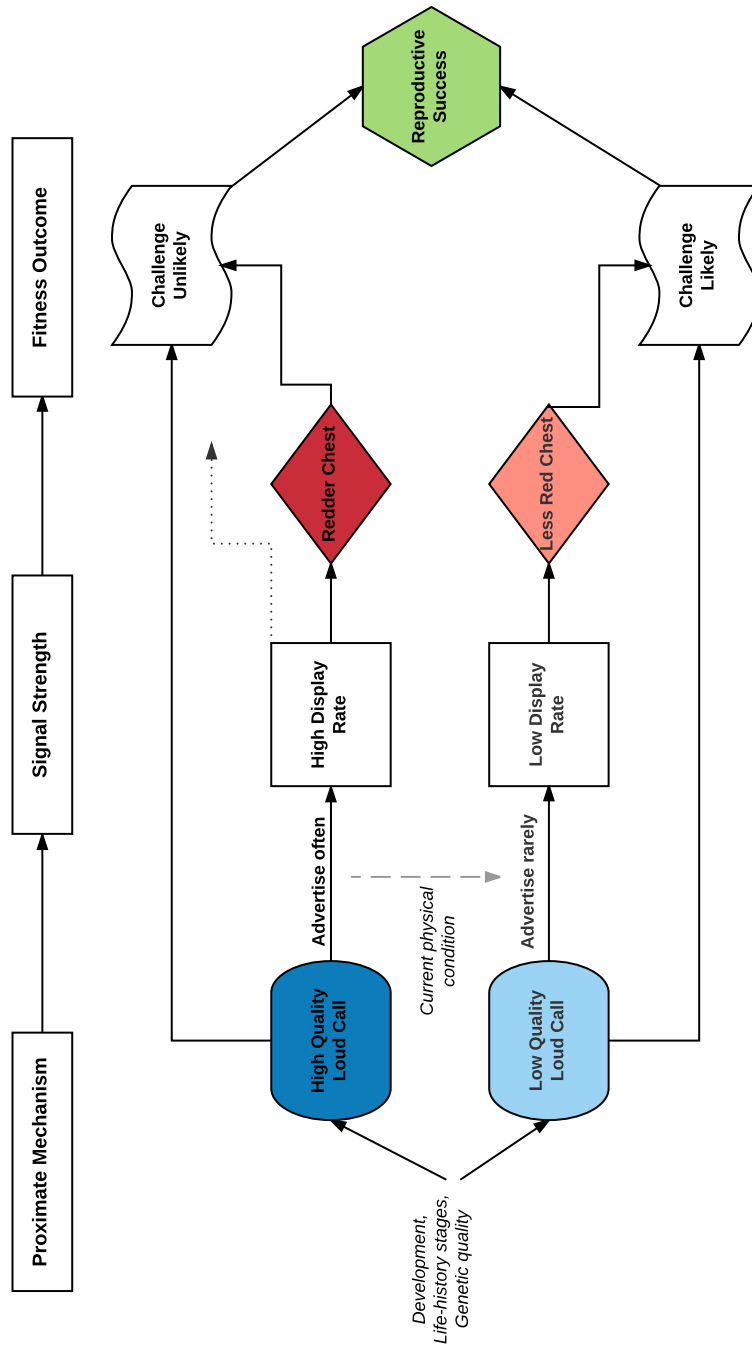 Proximate Mechanism
Signal Strength
Fitness Outcome
Development,
Life-history stages,
Genetic quality
High Quality
Loud Call
Advertise often
High Display
Rate
Redder Chest
Challenge
Unlikely
Current physical
condition
Low Quality
Loud Call
Advertise rarely
Low Display
Rate
Less Red Chest
Challenge
Likely
Reproductive
Success